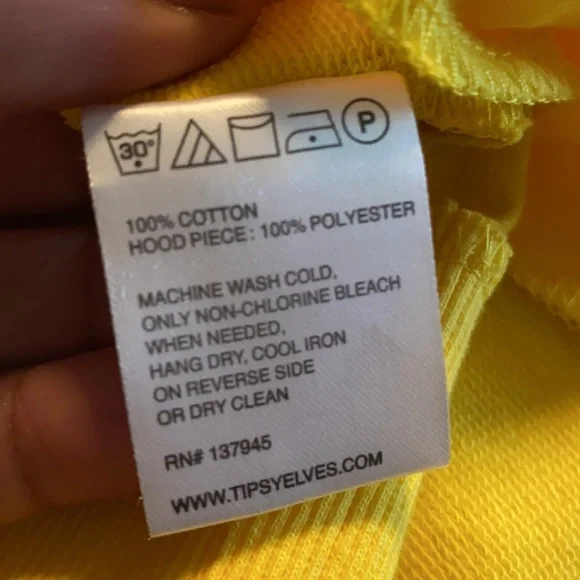 30° P
100% COTTON
HOOD PIECE: 100% POLYESTER
MACHINE WASH COLD,
ONLY NON-CHLORINE BLEACH
WHEN NEEDED,
HANG DRY, COOL IRON
ON REVERSE SIDE
OR DRY CLEAN
RN# 137945
WWW.TIPSYELVES.COM